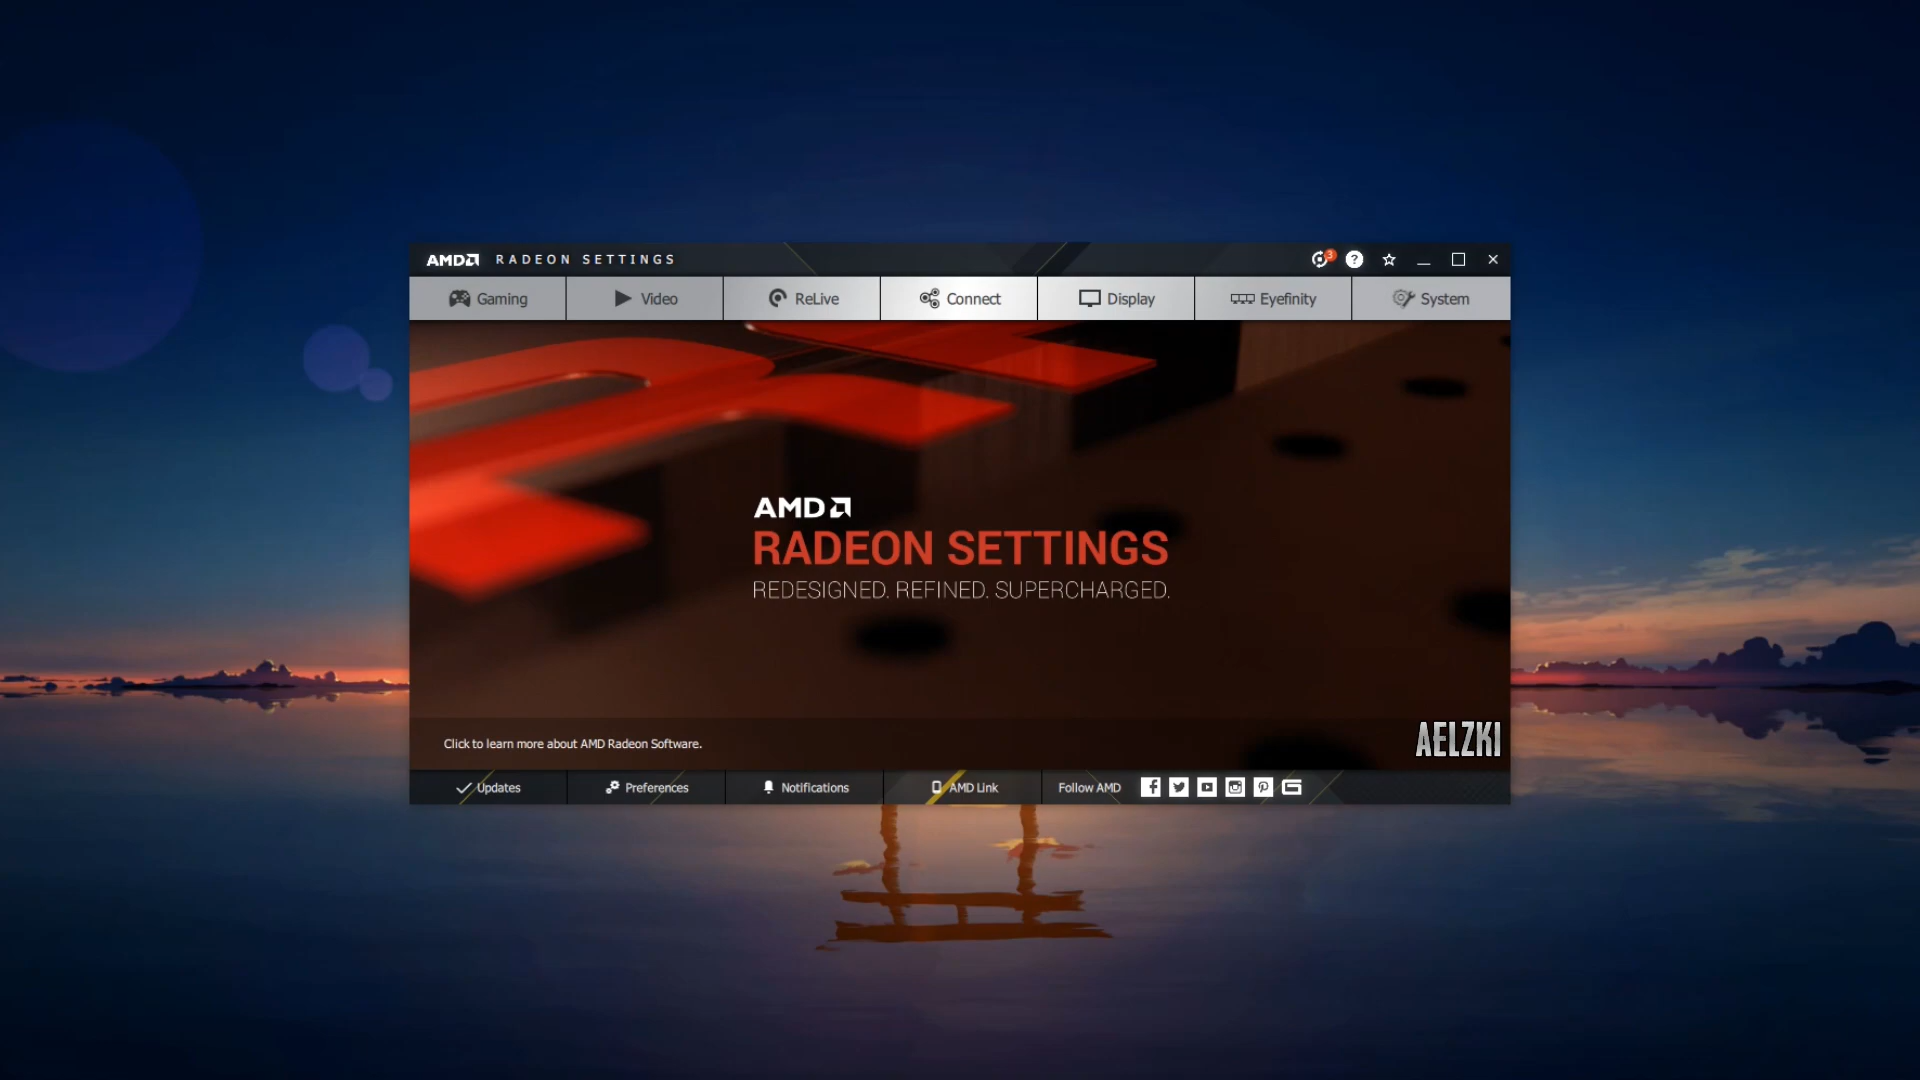 AMD RADEON SETTINGS
3 ?
Gaming Video ReLive Connect Display Eyefinity System
AMD
RADEON SETTINGS
REDESIGNED. REFINED. SUPERCHARGED.
AELZKI
Click to learn more about AMD Radeon Software.
Updates Preferences Notifications AMD Link Follow AMD